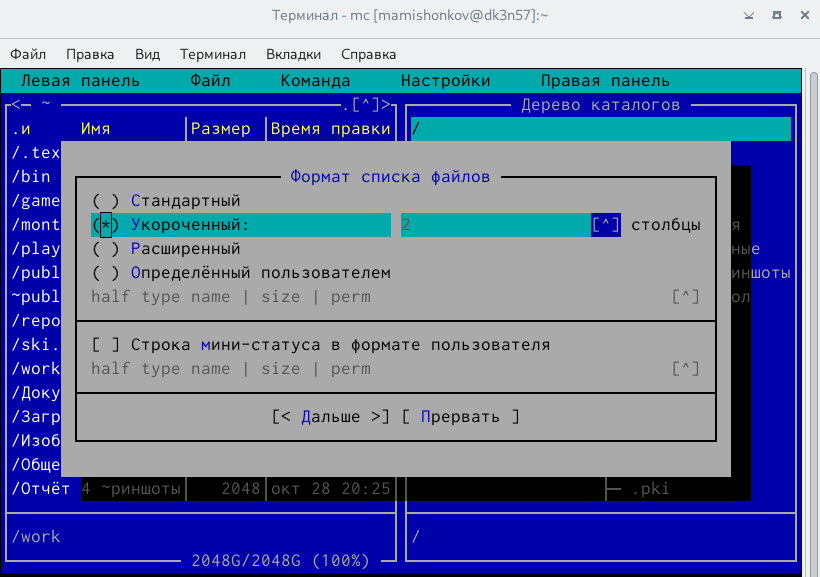 Терминал - mc [mamishonkov@dk3n57]:~
Файл Правка Вид Терминал Вкладки Справка
Левая панель Файл Команда Настройки Правая панель
<─ ~ .[^]> Дерево каталогов
.и Имя Размер Время правки /
/.tex
/bin Формат списка файлов
/game ( ) Стандартный
/mont (*) Укороченный: 2 [^] столбцы я
/play ( ) Расширенный ные
/publ ( ) Определённый пользователем иншоты
~publ half type name | size | perm [^] ол
/repo
/ski. [ ] Строка мини-статуса в формате пользователя
/work half type name | size | perm [^]
/Доку
/Загр [< Дальше >] [ Прервать ]
/Изоб
/Обще
/Отчёт 4 ~риншоты 2048 окт 28 20:25 .pki
/work /
2048G/2048G (100%)